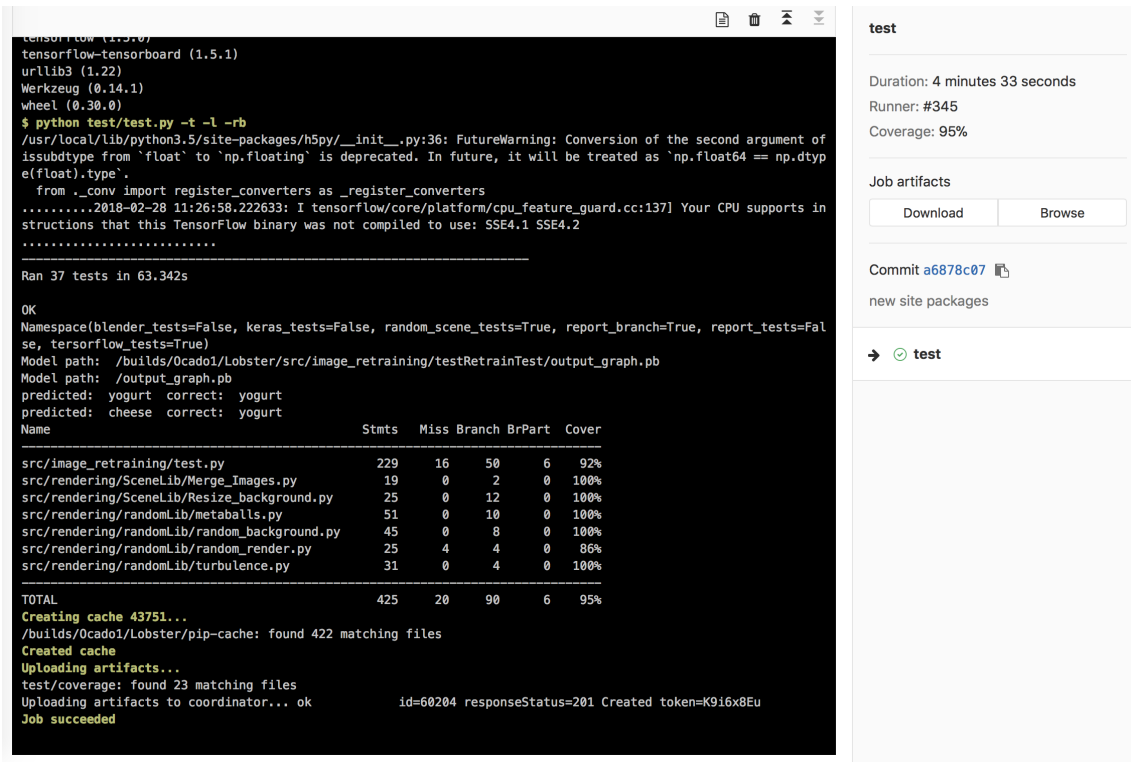 tensorflow (1.5.0)
tensorflow-tensorboard (1.5.1)
urllib3 (1.22)
Werkzeug (0.14.1)
wheel (0.30.0)
$ python test/test.py -t -l -rb
/usr/local/lib/python3.5/site-packages/h5py/__init__.py:36: FutureWarning: Conversion of the second argument of
issubdtype from `float` to `np.floating` is deprecated. In future, it will be treated as `np.float64 == np.dtyp
e(float).type`.
from ._conv import register_converters as _register_converters
..........2018-02-28 11:26:58.222633: I tensorflow/core/platform/cpu_feature_guard.cc:137] Your CPU supports in
structions that this TensorFlow binary was not compiled to use: SSE4.1 SSE4.2
...........................
----------------------------------------------------------------------
Ran 37 tests in 63.342s
OK
Namespace(blender_tests=False, keras_tests=False, random_scene_tests=True, report_branch=True, report_tests=Fal
se, tersorflow_tests=True)
Model path:  /builds/Ocado1/Lobster/src/image_retraining/testRetrainTest/output_graph.pb
Model path:  /output_graph.pb
predicted:  yogurt  correct:  yogurt
predicted:  cheese  correct:  yogurt
Name Stmts Miss Branch BrPart Cover
--------------------------------------------------------------------------------
src/image_retraining/test.py 229 16 50 6 92%
src/rendering/SceneLib/Merge_Images.py 19 0 2 0 100%
src/rendering/SceneLib/Resize_background.py 25 0 12 0 100%
src/rendering/randomLib/metaballs.py 51 0 10 0 100%
src/rendering/randomLib/random_background.py 45 0 8 0 100%
src/rendering/randomLib/random_render.py 25 4 4 0 86%
src/rendering/randomLib/turbulence.py 31 0 4 0 100%
--------------------------------------------------------------------------------
TOTAL 425 20 90 6 95%
Creating cache 43751...
/builds/Ocado1/Lobster/pip-cache: found 422 matching files
Created cache
Uploading artifacts...
test/coverage: found 23 matching files
Uploading artifacts to coordinator... ok id=60204 responseStatus=201 Created token=K9i6x8Eu
Job succeeded
test
Duration: 4 minutes 33 seconds
Runner: #345
Coverage: 95%
Job artifacts
Download Browse
Commit a6878c07
new site packages
test